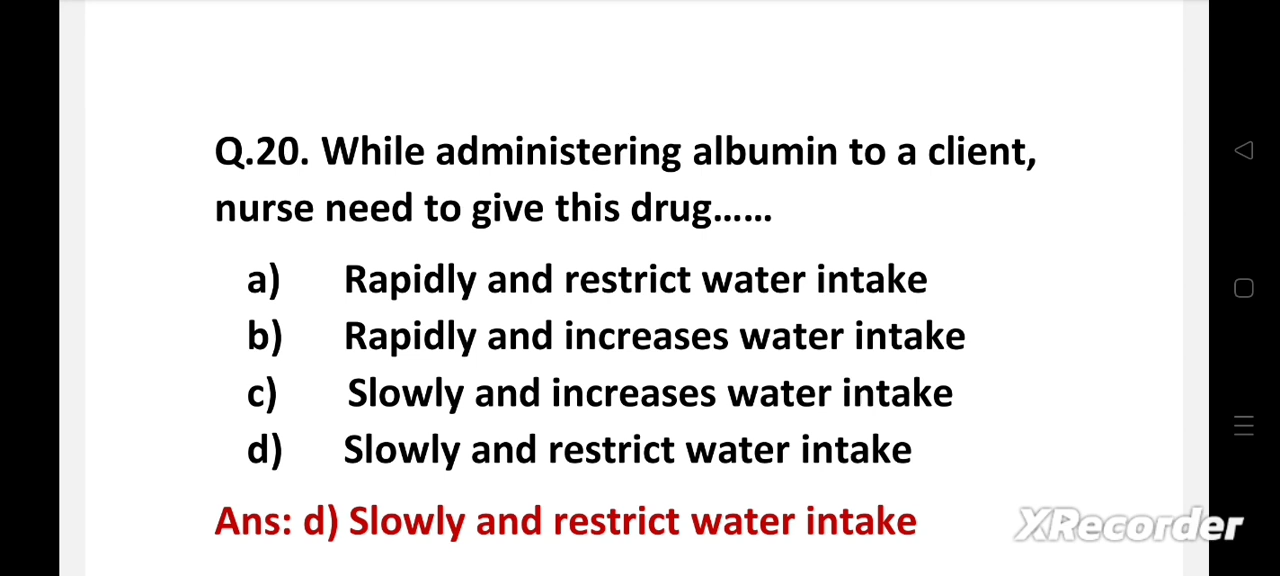 Q.20. While administering albumin to a client,
nurse need to give this drug......
a) Rapidly and restrict water intake
b) Rapidly and increases water intake
c) Slowly and increases water intake
d) Slowly and restrict water intake
Ans: d) Slowly and restrict water intake
XRecorder